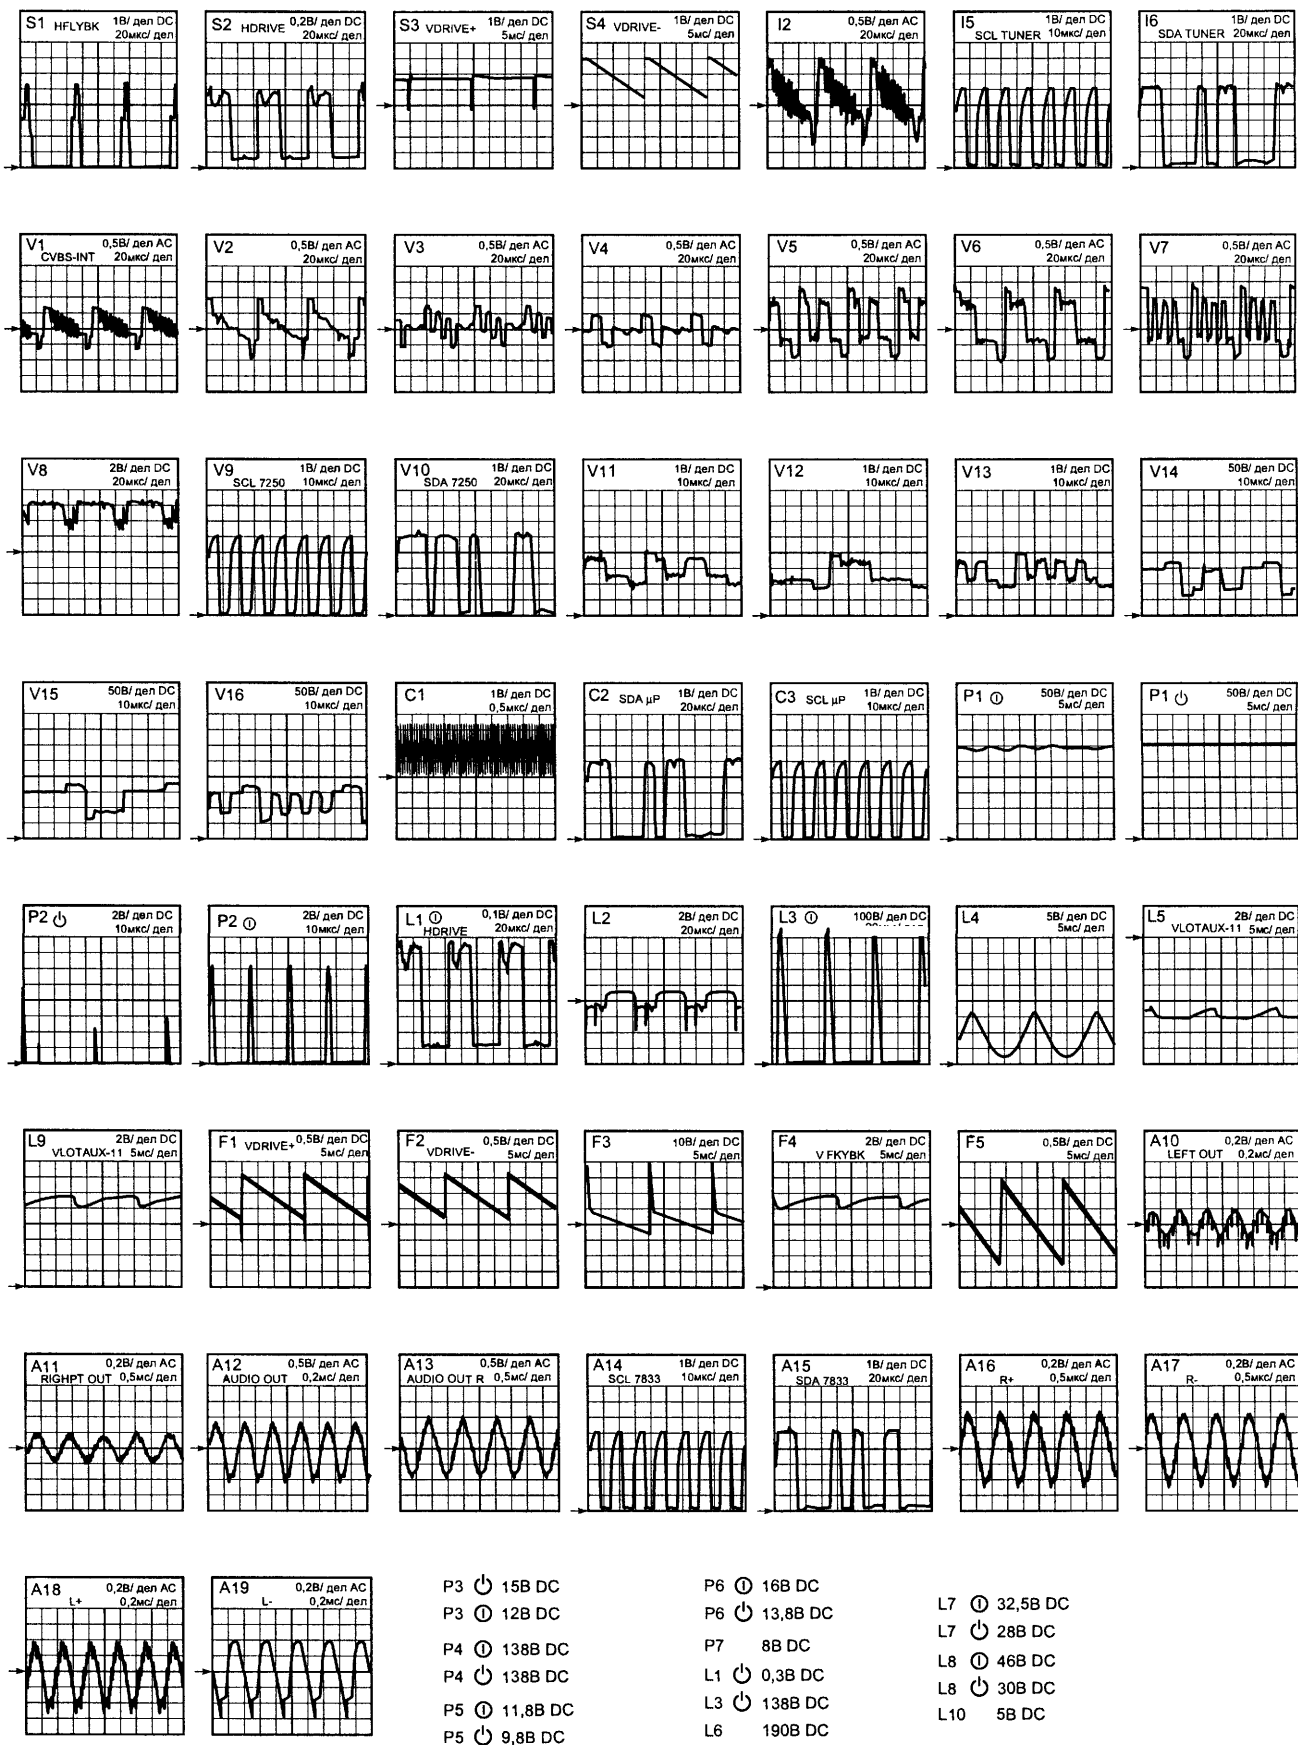 S1 HFLYBK 1В/ дел DC
20мкс/ дел
S2 HDRIVE 0,2В/ дел DC
20мкс/ дел
S3 VDRIVE+ 1В/ дел DC
5мс/ дел
S4 VDRIVE- 1В/ дел DC
5мс/ дел
I2 0,5В/ дел AC
20мкс/ дел
I5 1В/ дел DC
SCL TUNER 10мкс/ дел
I6 1В/ дел DC
SDA TUNER 20мкс/ дел
V1 0,5В/ дел AC
CVBS-INT 20мкс/ дел
V2 0,5В/ дел AC
20мкс/ дел
V3 0,5В/ дел AC
20мкс/ дел
V4 0,5В/ дел AC
20мкс/ дел
V5 0,5В/ дел AC
20мкс/ дел
V6 0,5В/ дел AC
20мкс/ дел
V7 0,5В/ дел AC
20мкс/ дел
V8 2В/ дел DC
20мкс/ дел
V9 1В/ дел DC
SCL 7250 10мкс/ дел
V10 1В/ дел DC
SDA 7250 20мкс/ дел
V11 1В/ дел DC
10мкс/ дел
V12 1В/ дел DC
10мкс/ дел
V13 1В/ дел DC
10мкс/ дел
V14 50В/ дел DC
10мкс/ дел
V15 50В/ дел DC
10мкс/ дел
V16 50В/ дел DC
10мкс/ дел
C1 1В/ дел DC
0,5мкс/ дел
C2 SDA µP 1В/ дел DC
20мкс/ дел
C3 SCL µP 1В/ дел DC
10мкс/ дел
P1 50В/ дел DC
5мс/ дел
P1 50В/ дел DC
5мс/ дел
P2 2В/ дел DC
10мкс/ дел
P2 2В/ дел DC
10мкс/ дел
L1 0,1В/ дел DC
HDRIVE 20мкс/ дел
L2 2В/ дел DC
20мкс/ дел
L3 100В/ дел DC
L4 5В/ дел DC
5мс/ дел
L5 2В/ дел DC
VLOTAUX-11 5мс/ дел
L9 2В/ дел DC
VLOTAUX-11 5мс/ дел
F1 VDRIVE+ 0,5В/ дел DC
5мс/ дел
F2 0,5В/ дел DC
VDRIVE- 5мс/ дел
F3 10В/ дел DC
5мс/ дел
F4 2В/ дел DC
V FKYBK 5мс/ дел
F5 0,5В/ дел DC
5мс/ дел
A10 0,2В/ дел AC
LEFT OUT 0,2мс/ дел
A11 0,2В/ дел AC
RIGHPT OUT 0,5мс/ дел
A12 0,5В/ дел AC
AUDIO OUT 0,2мс/ дел
A13 0,5В/ дел AC
AUDIO OUT R 0,5мс/ дел
A14 1В/ дел DC
SCL 7833 10мкс/ дел
A15 1В/ дел DC
SDA 7833 20мкс/ дел
A16 0,2В/ дел AC
R+ 0,5мкс/ дел
A17 0,2В/ дел AC
R- 0,5мкс/ дел
A18 0,2В/ дел AC
L+ 0,2мс/ дел
A19 0,2В/ дел AC
L- 0,2мс/ дел
P3 15В DC
P3 12В DC
P4 138В DC
P4 138В DC
P5 11,8В DC
P5 9,8В DC
P6 16В DC
P6 13,8В DC
P7 8В DC
L1 0,3В DC
L3 138В DC
L6 190В DC
L7 32,5В DC
L7 28В DC
L8 46В DC
L8 30В DC
L10 5В DC